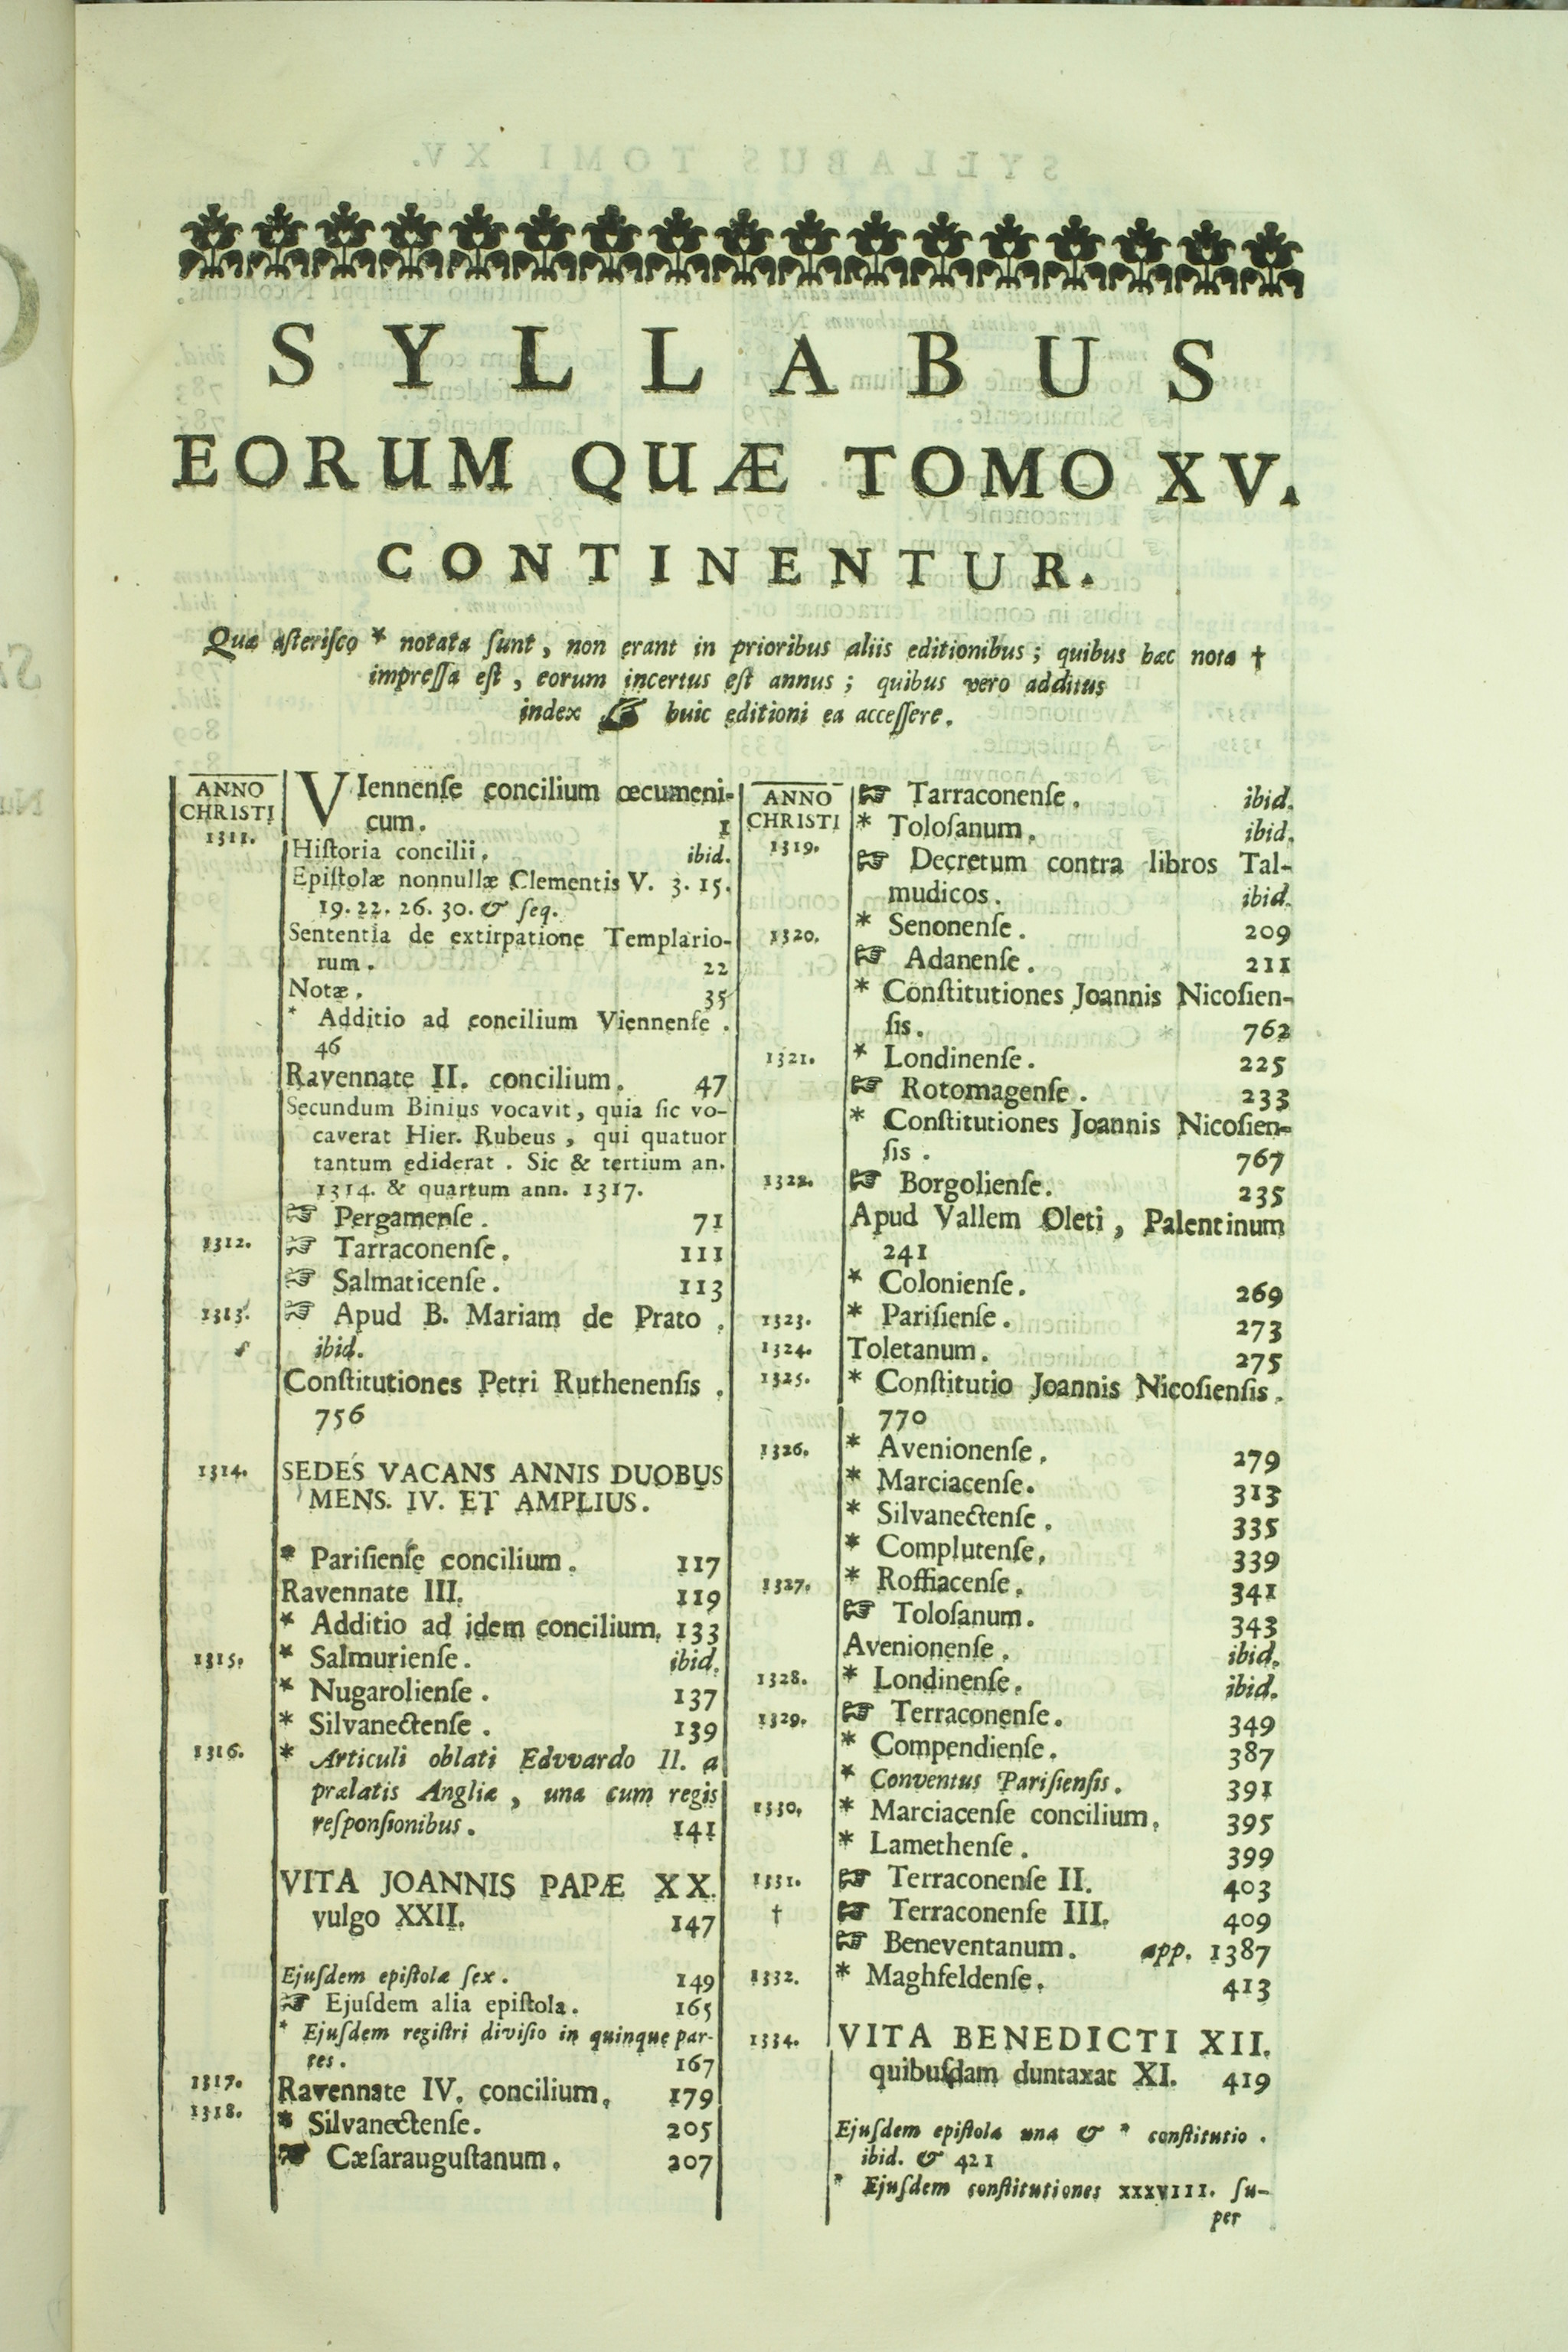 SYLLABUS
EORUM QUÆ TOMO XV.
CONTINENTUR.
Quæ aſteriſco * notata ſunt, non erant in prioribus aliis editionibus; quibus hæc nota †
impreſſa eſt, eorum incertus eſt annus; quibus vero additus
index ☞ huic editioni ea acceſſere.
ANNO
CHRISTI
1311.
VIennenſe concilium œcumeni-
cum. 1
Hiſtoria concilii. ibid.
Epiſtolæ nonnullæ Clementis V. 3. 15.
19. 22. 26. 30. & ſeq.
Sententia de extirpatione Templario-
rum. 22
Notæ. 35
* Additio ad concilium Viennenſe.
46
Ravennate II. concilium. 47
Secundum Binius vocavit, quia ſic vo-
caverat Hier. Rubeus, qui quatuor
tantum ediderat. Sic & tertium an.
1314. & quartum ann. 1317.
☞ Pergamenſe. 71
1312. ☞ Tarraconenſe. 111
☞ Salmaticenſe. 113
1313. ☞ Apud B. Mariam de Prato.
ibid.
Conſtitutiones Petri Ruthenenſis.
756
1314. SEDES VACANS ANNIS DUOBUS
MENS. IV. ET AMPLIUS.
* Pariſienſe concilium. 117
Ravennate III. 119
* Additio ad idem concilium. 133
1315. * Salmurienſe. ibid.
* Nugarolienſe. 137
* Silvanectenſe. 139
1316. * Articuli oblati Edvvardo II. a
prælatis Angliæ, una cum regis
reſponſionibus. 141
VITA JOANNIS PAPÆ XX.
vulgo XXII. 147
Ejuſdem epiſtolæ ſex. 149
☞ Ejuſdem alia epiſtola. 165
* Ejuſdem regiſtri diviſio in quinque par-
tes. 167
1317. Ravennate IV. concilium. 179
1318. * Silvanectenſe. 205
☞ Cæſarauguſtanum. 207
ANNO
CHRISTI
☞ Tarraconenſe. ibid.
* Toloſanum. ibid.
1319. ☞ Decretum contra libros Tal-
mudicos. ibid.
1320. * Senonenſe. 209
☞ Adanenſe. 211
* Conſtitutiones Joannis Nicoſien-
ſis. 762
1321. * Londinenſe. 225
☞ Rotomagenſe. 233
* Conſtitutiones Joannis Nicoſien-
ſis. 767
1322. ☞ Borgolienſe. 235
Apud Vallem Oleti, Palentinum
241
* Colonienſe. 269
1323. * Pariſienſe. 273
1324. Toletanum. 275
1325. * Conſtitutio Joannis Nicoſienſis.
770
1326. * Avenionenſe. 279
* Marciacenſe. 313
* Silvanectenſe. 335
* Complutenſe. 339
1327. * Roffiacenſe. 341
☞ Toloſanum. 343
Avenionenſe. ibid.
1328. * Londinenſe. ibid.
1329. ☞ Terraconenſe. 349
* Compendienſe. 387
* Conventus Pariſienſis. 391
1330. * Marciacenſe concilium. 395
* Lamethenſe. 399
1331. ☞ Terraconenſe II. 403
† ☞ Terraconenſe III. 409
☞ Beneventanum. app. 1387
1332. * Maghfeldenſe. 413
1334. VITA BENEDICTI XII.
quibuſdam duntaxat XI. 419
Ejuſdem epiſtola una & * conſtitutio.
ibid. & 421
* Ejuſdem conſtitutiones XXXVIII. ſu-
per